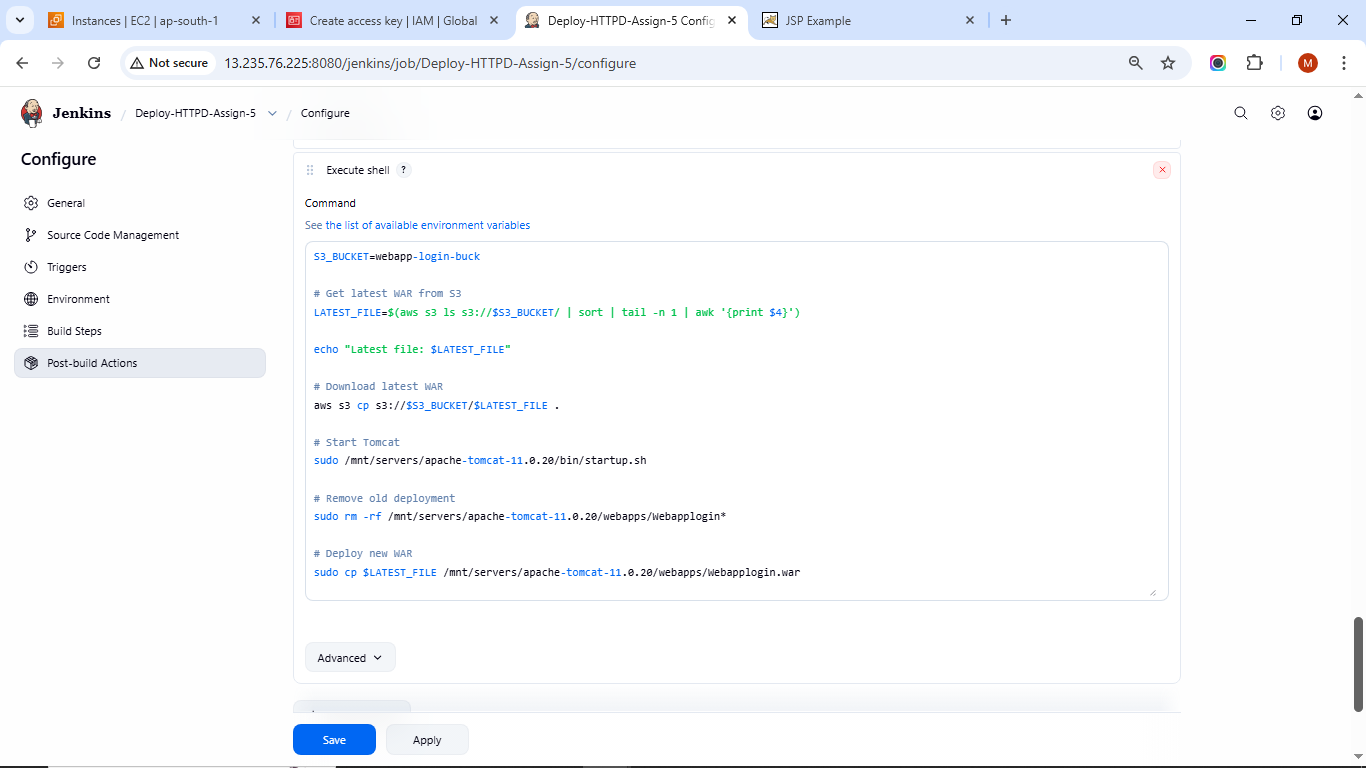 Instances | EC2 | ap-south-1
Create access key | IAM | Global
Deploy-HTTPD-Assign-5 Config
JSP Example
Not secure
13.235.76.225:8080/jenkins/job/Deploy-HTTPD-Assign-5/configure
M
Jenkins / Deploy-HTTPD-Assign-5 / Configure
Configure
General
Source Code Management
Triggers
Environment
Build Steps
Post-build Actions
Execute shell ?
Command
See the list of available environment variables
S3_BUCKET=webapp-login-buck
# Get latest WAR from S3
LATEST_FILE=$(aws s3 ls s3://$S3_BUCKET/ | sort | tail -n 1 | awk '{print $4}')
echo "Latest file: $LATEST_FILE"
# Download latest WAR
aws s3 cp s3://$S3_BUCKET/$LATEST_FILE .
# Start Tomcat
sudo /mnt/servers/apache-tomcat-11.0.20/bin/startup.sh
# Remove old deployment
sudo rm -rf /mnt/servers/apache-tomcat-11.0.20/webapps/Webapplogin*
# Deploy new WAR
sudo cp $LATEST_FILE /mnt/servers/apache-tomcat-11.0.20/webapps/Webapplogin.war
Advanced
Save
Apply